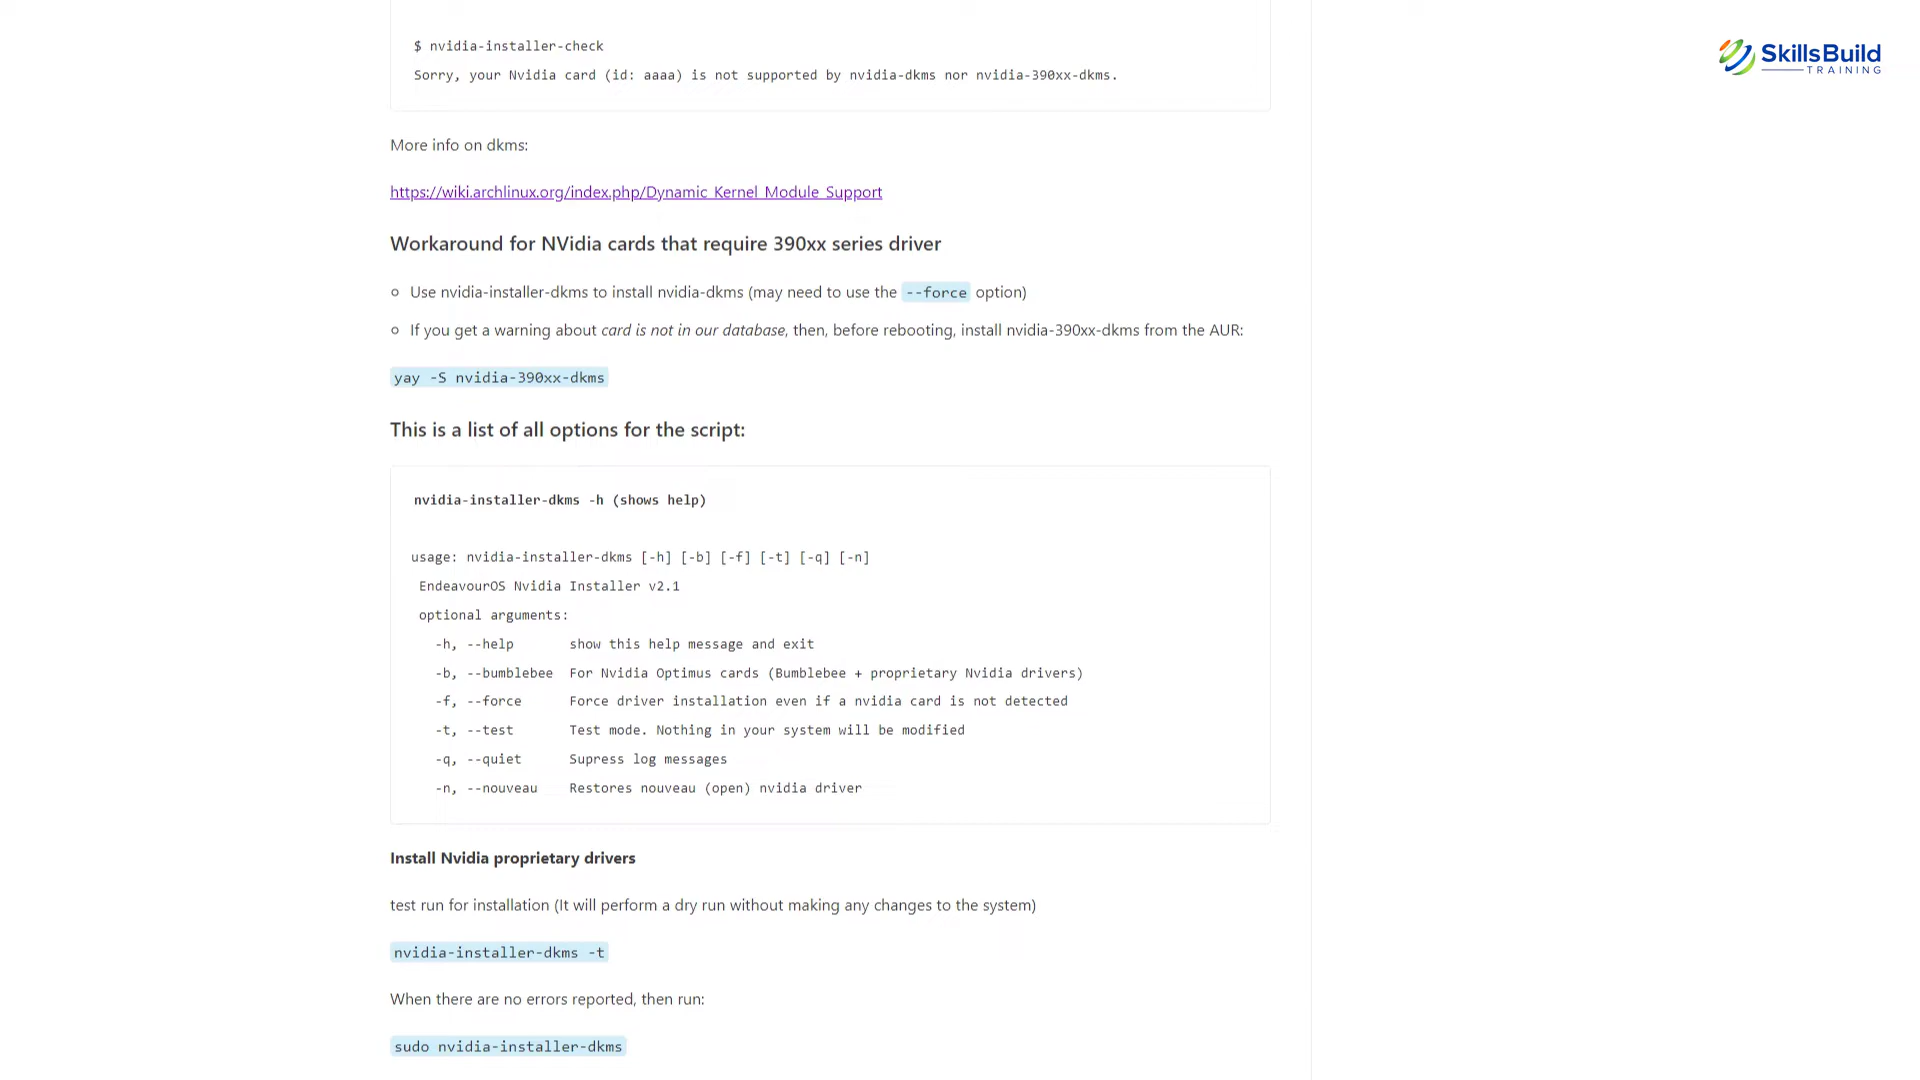 $ nvidia-installer-check
Sorry, your Nvidia card (id: aaaa) is not supported by nvidia-dkms nor nvidia-390xx-dkms.
SkillsBuild
TRAINING
More info on dkms:
https://wiki.archlinux.org/index.php/Dynamic_Kernel_Module_Support
Workaround for NVidia cards that require 390xx series driver
Use nvidia-installer-dkms to install nvidia-dkms (may need to use the --force option)
If you get a warning about card is not in our database, then, before rebooting, install nvidia-390xx-dkms from the AUR:
yay -S nvidia-390xx-dkms
This is a list of all options for the script:
nvidia-installer-dkms -h (shows help)
usage: nvidia-installer-dkms [-h] [-b] [-f] [-t] [-q] [-n]
EndeavourOS Nvidia Installer v2.1
optional arguments:
-h, --help show this help message and exit
-b, --bumblebee For Nvidia Optimus cards (Bumblebee + proprietary Nvidia drivers)
-f, --force Force driver installation even if a nvidia card is not detected
-t, --test Test mode. Nothing in your system will be modified
-q, --quiet Supress log messages
-n, --nouveau Restores nouveau (open) nvidia driver
Install Nvidia proprietary drivers
test run for installation (It will perform a dry run without making any changes to the system)
nvidia-installer-dkms -t
When there are no errors reported, then run:
sudo nvidia-installer-dkms